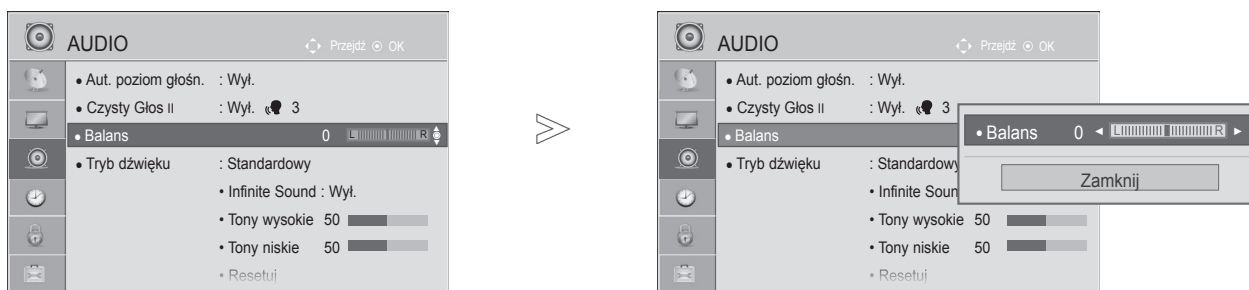 AUDIO
Przejdź OK
• Aut. poziom głośn. : Wył.
• Czysty Głos II : Wył. 3
• Balans 0 L R
• Tryb dźwięku : Standardowy
• Infinite Sound : Wył.
• Tony wysokie 50
• Tony niskie 50
• Resetuj
AUDIO
Przejdź OK
• Aut. poziom głośn. : Wył.
• Czysty Głos II : Wył. 3
• Balans
• Tryb dźwięku : Standardowy
• Infinite Soun
• Tony wysokie 50
• Tony niskie 50
• Resetuj
• Balans 0 ◄ L R ►
Zamknij